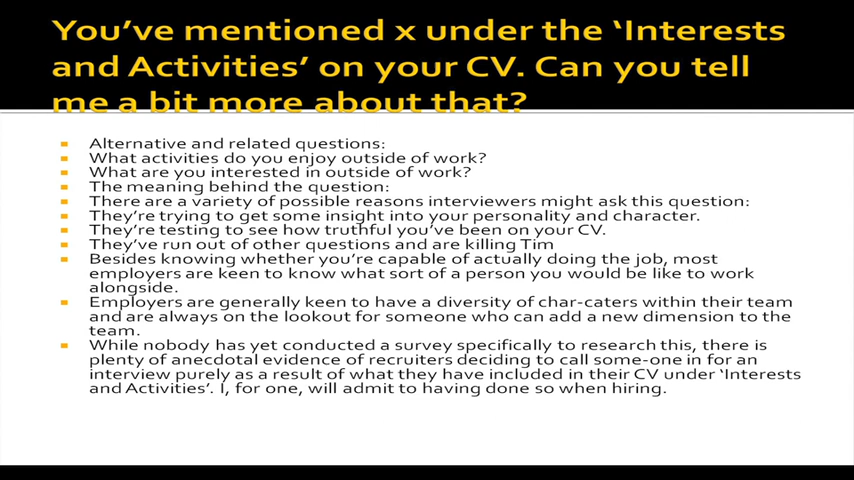 You've mentioned x under the 'Interests
and Activities' on your CV. Can you tell
me a bit more about that?
Alternative and related questions:
What activities do you enjoy outside of work?
What are you interested in outside of work?
The meaning behind the question:
There are a variety of possible reasons interviewers might ask this question:
They're trying to get some insight into your personality and character.
They're testing to see how truthful you've been on your CV.
They've run out of other questions and are killing Tim
Besides knowing whether you're capable of actually doing the job, most
employers are keen to know what sort of a person you would be like to work
alongside.
Employers are generally keen to have a diversity of char-caters within their team
and are always on the lookout for someone who can add a new dimension to the
team.
While nobody has yet conducted a survey specifically to research this, there is
plenty of anecdotal evidence of recruiters deciding to call some-one in for an
interview purely as a result of what they have included in their CV under 'Interests
and Activities'. I, for one, will admit to having done so when hiring.